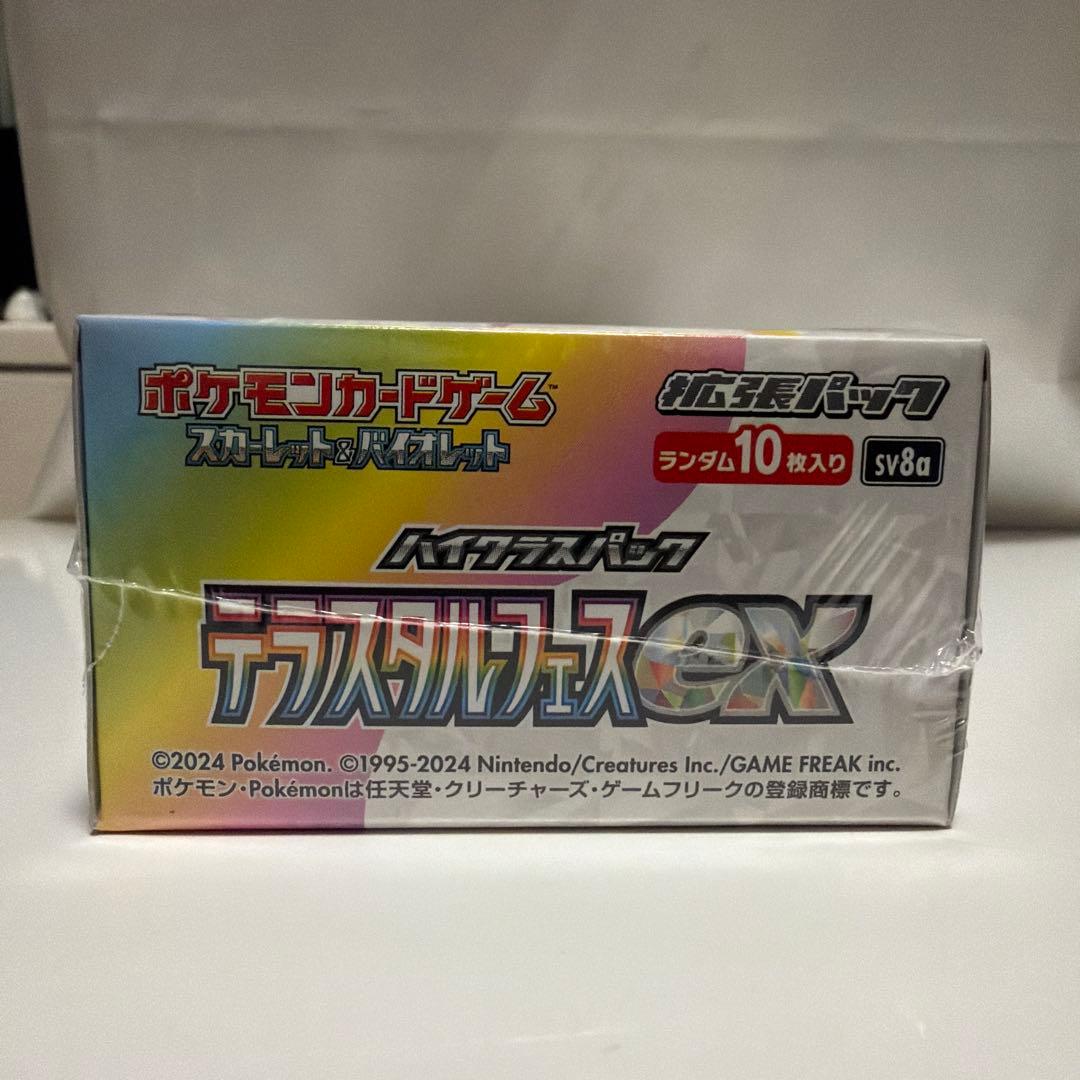 ポケモンカードゲーム™
スカーレット&バイオレット
拡張パック
ランダム10枚入り
SV8a
ハイクラスパック
テラスタルフェスex
©2024 Pokémon. ©1995-2024 Nintendo/Creatures Inc./GAME FREAK inc.
ポケモン・Pokémonは任天堂・クリーチャーズ・ゲームフリークの登録商標です。